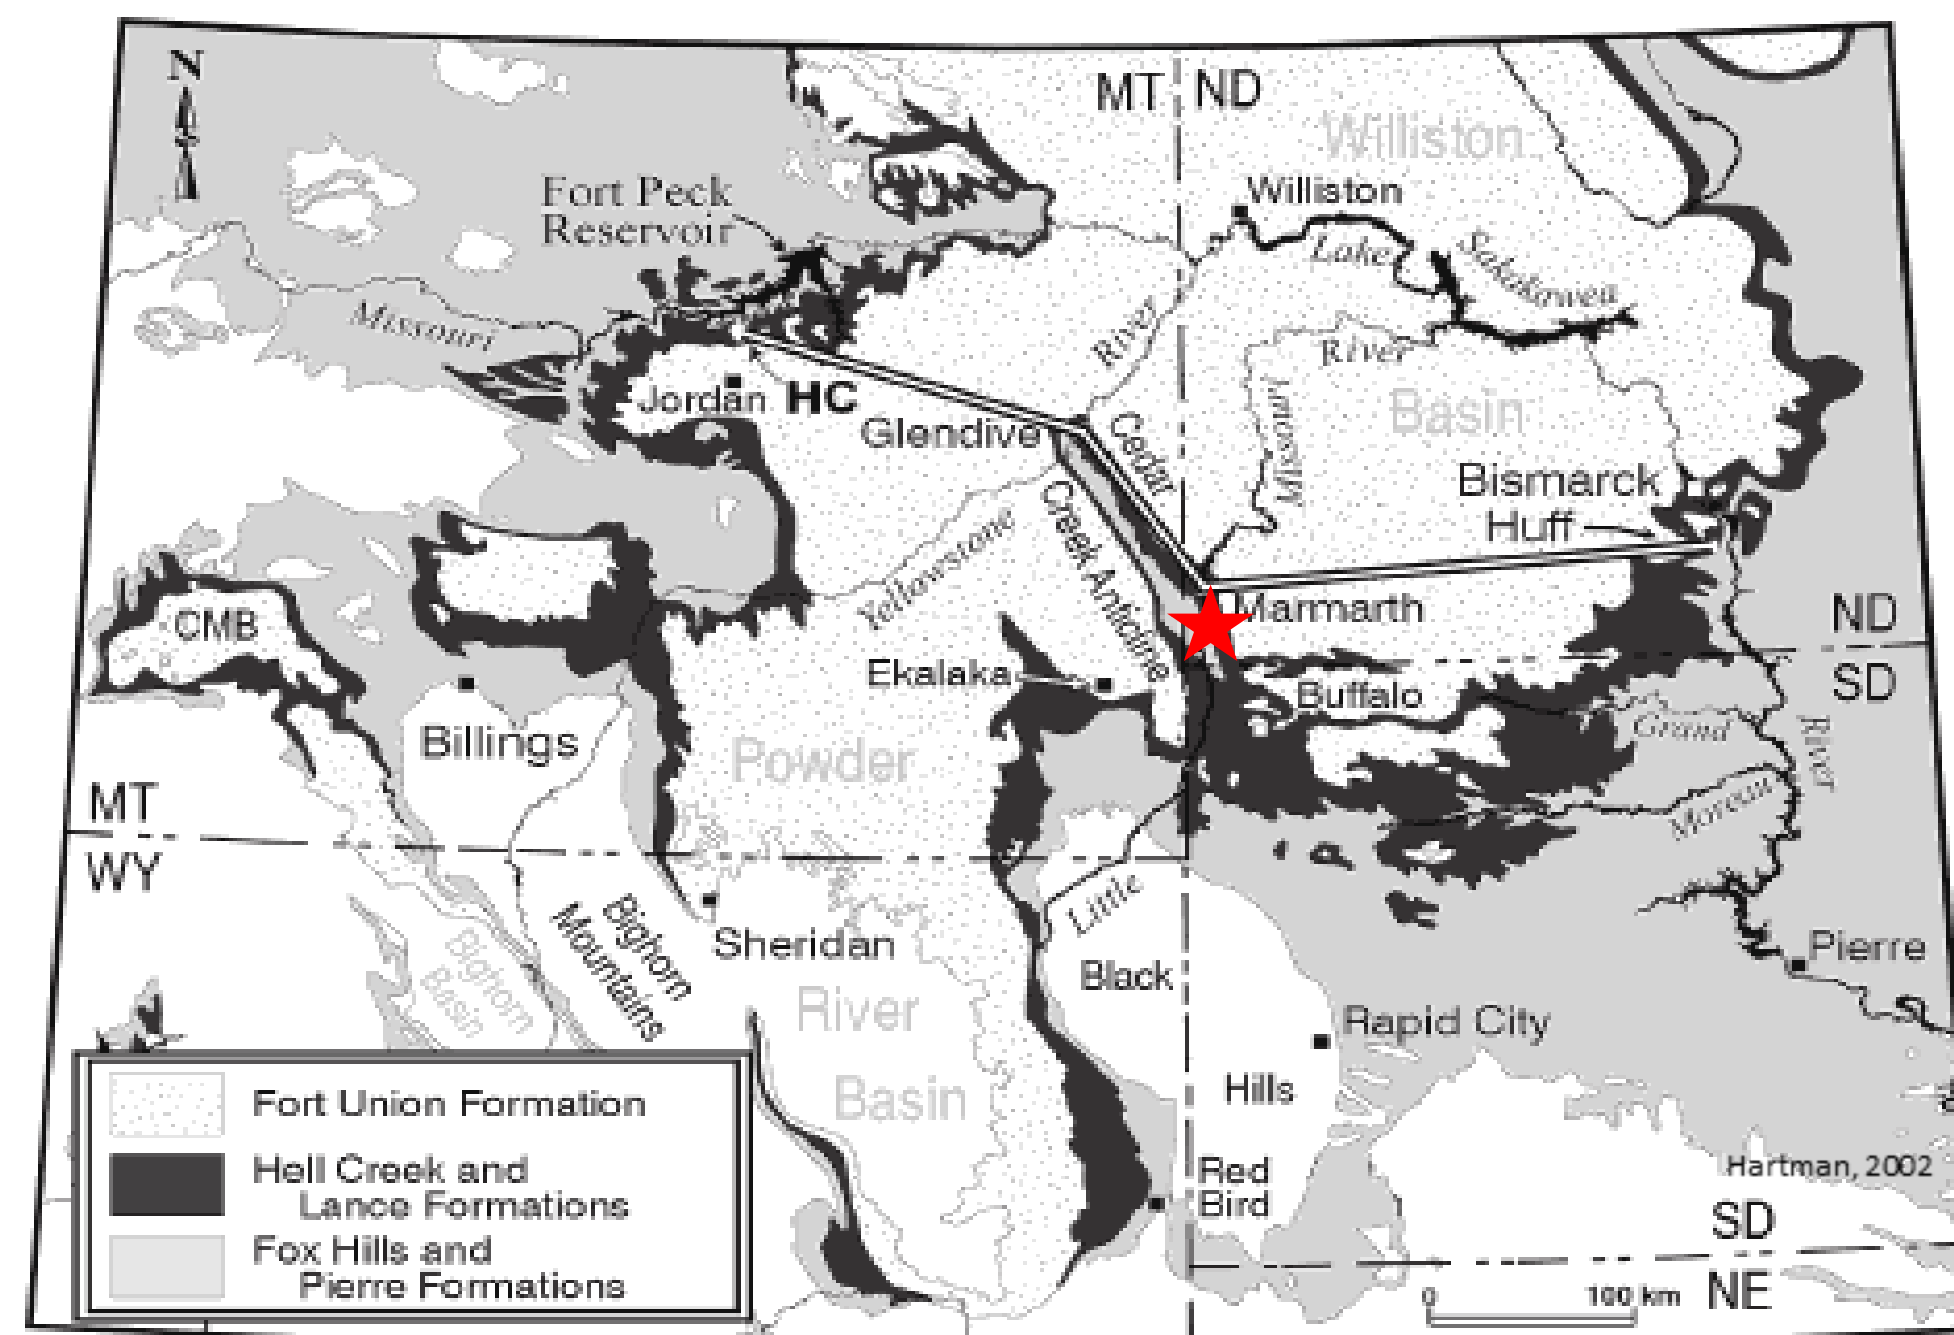 N
MT
ND
Williston
Williston
Fort Peck
Reservoir
Lake
Sakakawea
Missouri
River
River
Missouri
Basin
Jordan
HC
Glendive
Cedar
Creek Anticline
Bismarck
Huff
Yellowstone
CMB
Marmarth
ND
SD
Ekalaka
Buffalo
Grand
River
Billings
Powder
Moreau
MT
WY
Little
Bighorn
Mountains
Sheridan
Bighorn
Basin
Black
Pierre
River
Rapid City
Basin
Hills
Fort Union Formation
Hell Creek and
Lance Formations
Fox Hills and
Pierre Formations
Red
Bird
Hartman, 2002
SD
NE
0
100 km